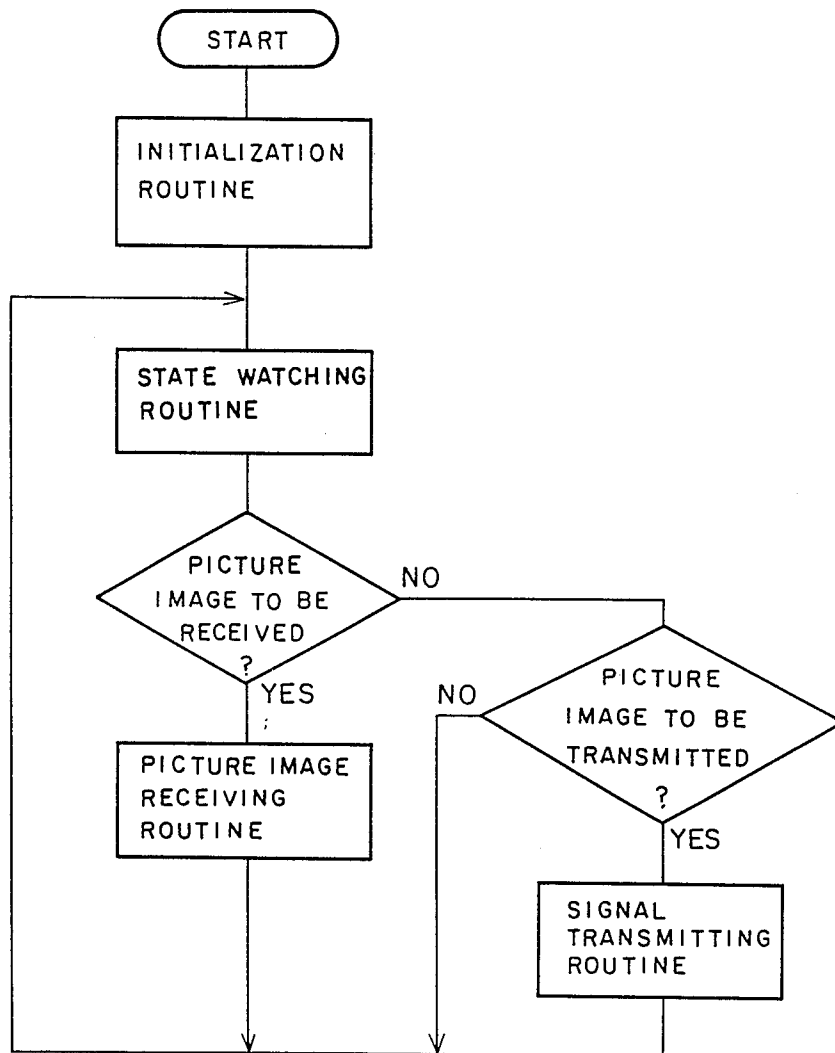 START
INITIALIZATION
ROUTINE
STATE WATCHING
ROUTINE
PICTURE
IMAGE TO BE
RECEIVED
?
NO
YES
PICTURE IMAGE
RECEIVING
ROUTINE
PICTURE
IMAGE TO BE
TRANSMITTED
?
NO
YES
SIGNAL
TRANSMITTING
ROUTINE